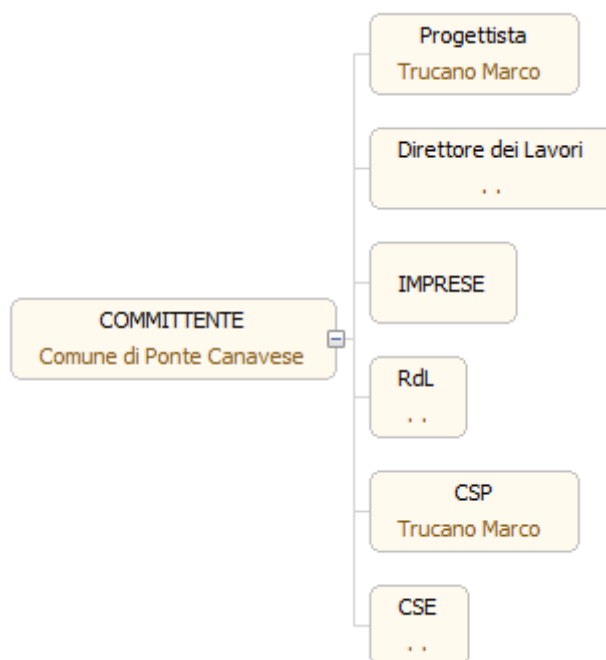 Progettista
Trucano Marco
Direttore dei Lavori
. .
IMPRESE
COMMITTENTE
Comune di Ponte Canavese
RdL
. .
CSP
Trucano Marco
CSE
. .